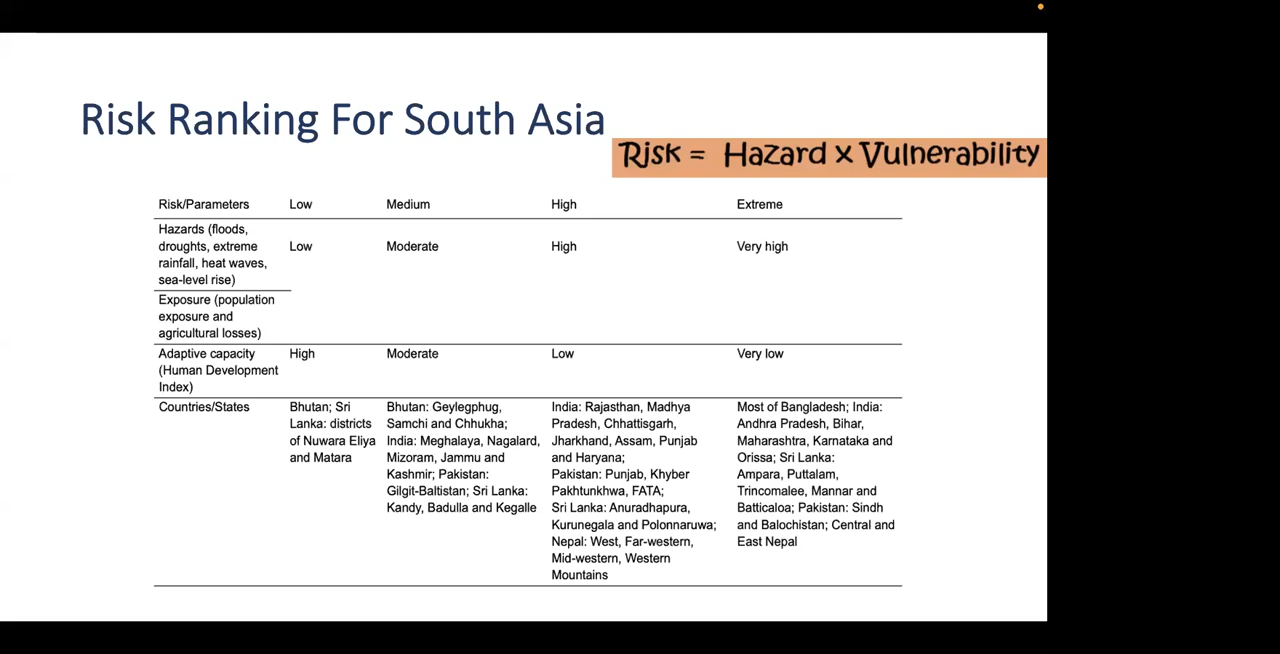 Risk Ranking For South Asia
Risk = Hazard x Vulnerability
Risk/Parameters Low Medium High Extreme
Hazards (floods,
droughts, extreme Low Moderate High Very high
rainfall, heat waves,
sea-level rise)
Exposure (population
exposure and
agricultural losses)
Adaptive capacity High Moderate Low Very low
(Human Development
Index)
Countries/States Bhutan; Sri Bhutan: Geylegphug, India: Rajasthan, Madhya Most of Bangladesh; India:
Lanka: districts Samchi and Chhukha; Pradesh, Chhattisgarh, Andhra Pradesh, Bihar,
of Nuwara Eliya India: Meghalaya, Nagalard, Jharkhand, Assam, Punjab Maharashtra, Karnataka and
and Matara Mizoram, Jammu and and Haryana; Orissa; Sri Lanka:
Kashmir; Pakistan: Pakistan: Punjab, Khyber Ampara, Puttalam,
Gilgit-Baltistan; Sri Lanka: Pakhtunkhwa, FATA; Trincomalee, Mannar and
Kandy, Badulla and Kegalle Sri Lanka: Anuradhapura, Batticaloa; Pakistan: Sindh
Kurunegala and Polonnaruwa; and Balochistan; Central and
Nepal: West, Far-western, East Nepal
Mid-western, Western
Mountains